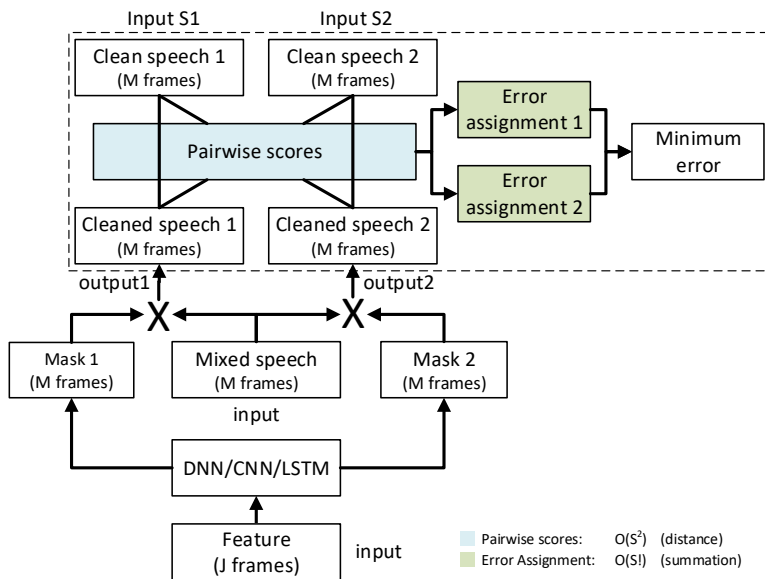 Input S1
Input S2
Clean speech 1
(M frames)
Clean speech 2
(M frames)
Pairwise scores
Error
assignment 1
Error
assignment 2
Minimum
error
Cleaned speech 1
(M frames)
Cleaned speech 2
(M frames)
output1
output2
X
X
Mask 1
(M frames)
Mixed speech
(M frames)
Mask 2
(M frames)
input
DNN/CNN/LSTM
Feature
(J frames)
input
Pairwise scores: O(S²) (distance)
Error Assignment: O(S!) (summation)